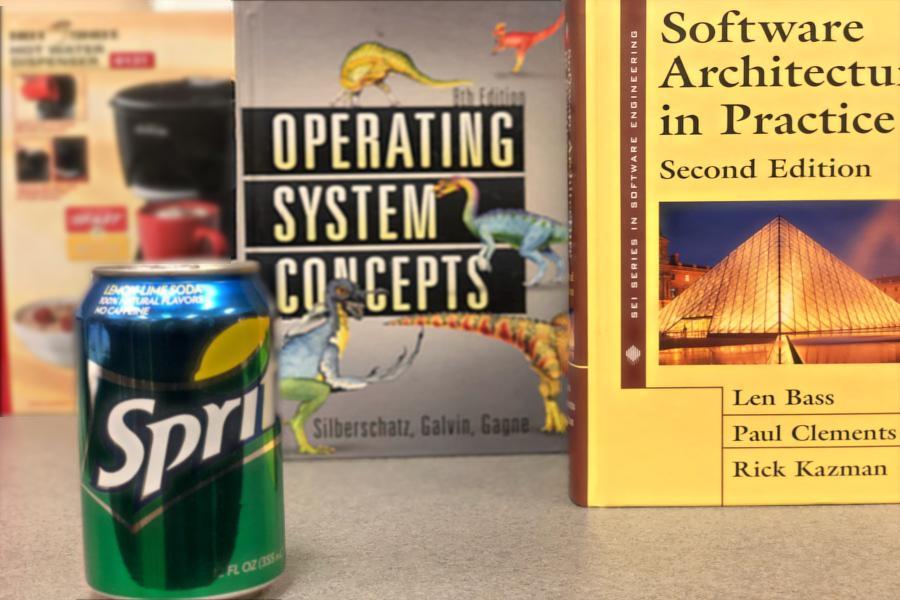 HOT WATER
DISPENSER
8th Edition
OPERATING
SYSTEM
CONCEPTS
Silberschatz, Galvin, Gagne
SEI SERIES IN SOFTWARE ENGINEERING
Software
Architectu
in Practice
Second Edition
Len Bass
Paul Clements
Rick Kazman
LEMON-LIME SODA
100% NATURAL FLAVORS
NO CAFFEINE
Spri
FL OZ (355